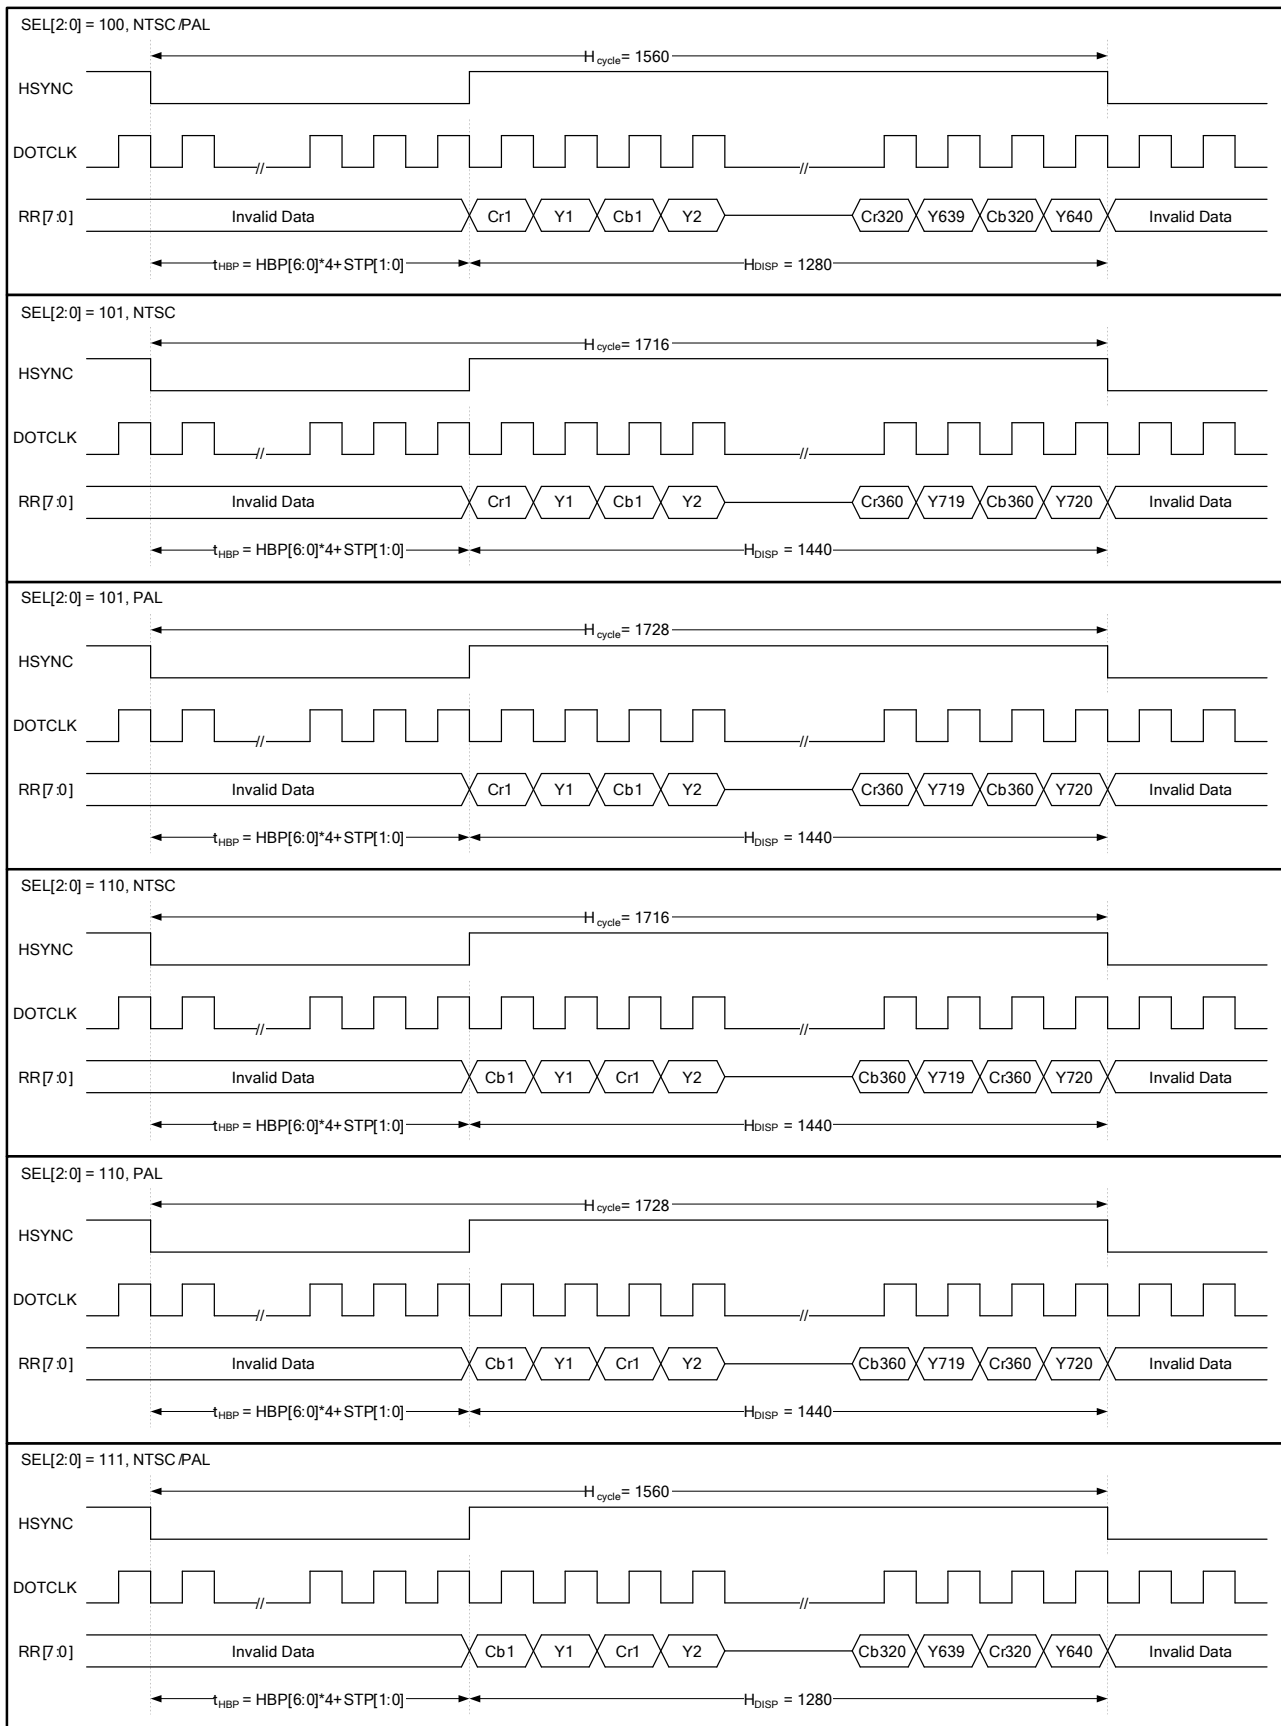 SEL[2:0] = 100, NTSC/PAL
Hcycle= 1560
HSYNC
DOTCLK
// //
RR[7:0] Invalid Data Cr1 Y1 Cb1 Y2 Cr320 Y639 Cb320 Y640 Invalid Data
tHBP = HBP[6:0]*4+STP[1:0] HDISP = 1280
SEL[2:0] = 101, NTSC
Hcycle= 1716
HSYNC
DOTCLK
// //
RR[7:0] Invalid Data Cr1 Y1 Cb1 Y2 Cr360 Y719 Cb360 Y720 Invalid Data
tHBP = HBP[6:0]*4+STP[1:0] HDISP = 1440
SEL[2:0] = 101, PAL
Hcycle= 1728
HSYNC
DOTCLK
// //
RR[7:0] Invalid Data Cr1 Y1 Cb1 Y2 Cr360 Y719 Cb360 Y720 Invalid Data
tHBP = HBP[6:0]*4+STP[1:0] HDISP = 1440
SEL[2:0] = 110, NTSC
Hcycle= 1716
HSYNC
DOTCLK
// //
RR[7:0] Invalid Data Cb1 Y1 Cr1 Y2 Cb360 Y719 Cr360 Y720 Invalid Data
tHBP = HBP[6:0]*4+STP[1:0] HDISP = 1440
SEL[2:0] = 110, PAL
Hcycle= 1728
HSYNC
DOTCLK
// //
RR[7:0] Invalid Data Cb1 Y1 Cr1 Y2 Cb360 Y719 Cr360 Y720 Invalid Data
tHBP = HBP[6:0]*4+STP[1:0] HDISP = 1440
SEL[2:0] = 111, NTSC/PAL
Hcycle= 1560
HSYNC
DOTCLK
// //
RR[7:0] Invalid Data Cb1 Y1 Cr1 Y2 Cb320 Y639 Cr320 Y640 Invalid Data
tHBP = HBP[6:0]*4+STP[1:0] HDISP = 1280